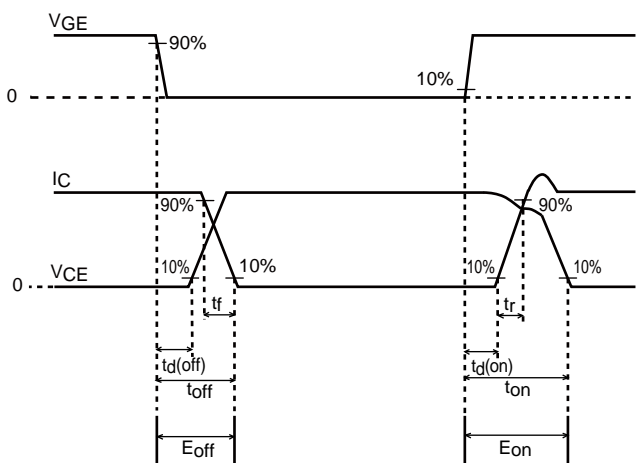 VGE
90%
10%
0
IC
90%
90%
VCE
10%
10%
10%
10%
0
tf
tr
td(off)
td(on)
toff
ton
Eoff
Eon